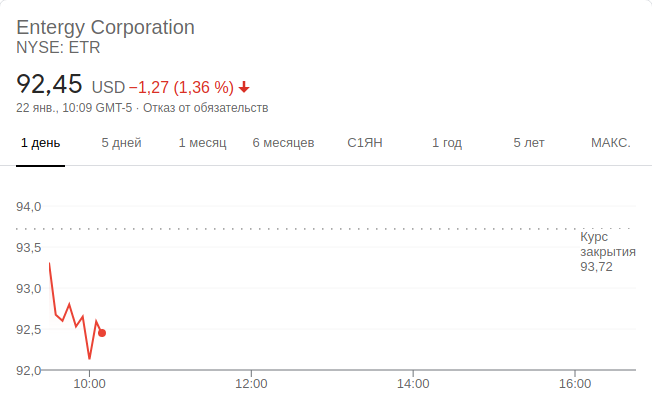 Entergy Corporation
NYSE: ETR
92,45 USD −1,27 (1,36 %)
22 янв., 10:09 GMT-5 · Отказ от обязательств
1 день 5 дней 1 месяц 6 месяцев С1ЯН 1 год 5 лет МАКС.
94,0
93,5
93,0
92,5
92,0
Курс
закрытия
93,72
10:00 12:00 14:00 16:00